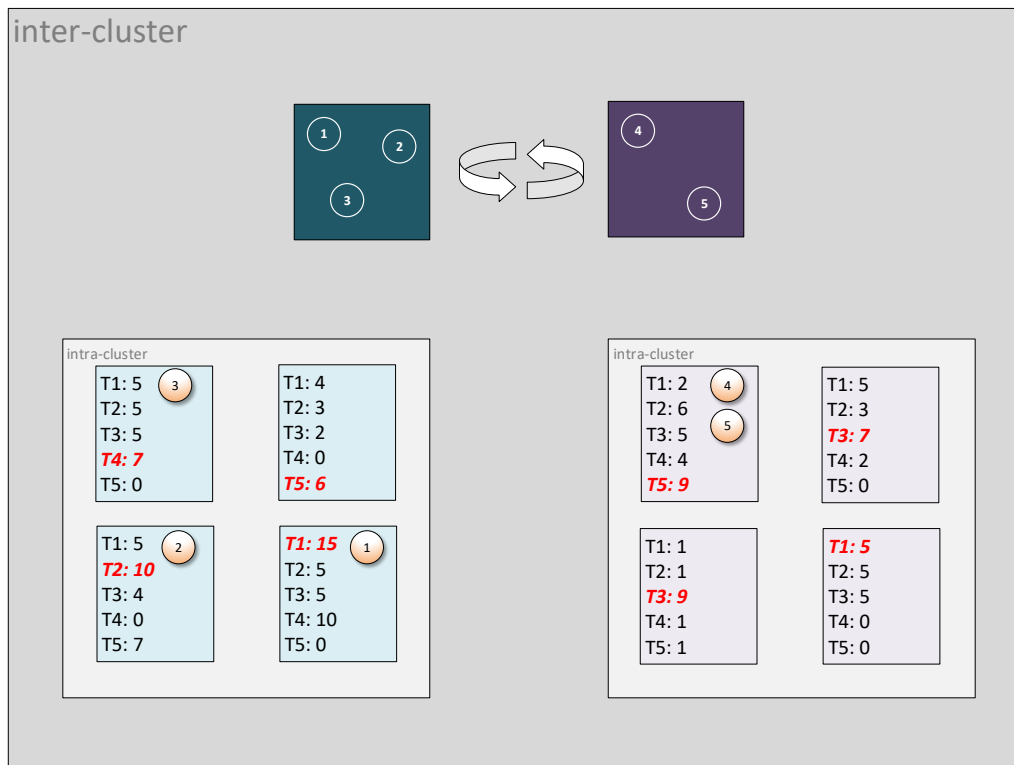 inter-cluster
1
2
3
4
5
intra-cluster
T1: 5
T2: 5
T3: 5
T4: 7
T5: 0
3
T1: 4
T2: 3
T3: 2
T4: 0
T5: 6
T1: 5
T2: 10
T3: 4
T4: 0
T5: 7
2
T1: 15
T2: 5
T3: 5
T4: 10
T5: 0
1
intra-cluster
T1: 2
T2: 6
T3: 5
T4: 4
T5: 9
4
5
T1: 5
T2: 3
T3: 7
T4: 2
T5: 0
T1: 1
T2: 1
T3: 9
T4: 1
T5: 1
T1: 5
T2: 5
T3: 5
T4: 0
T5: 0